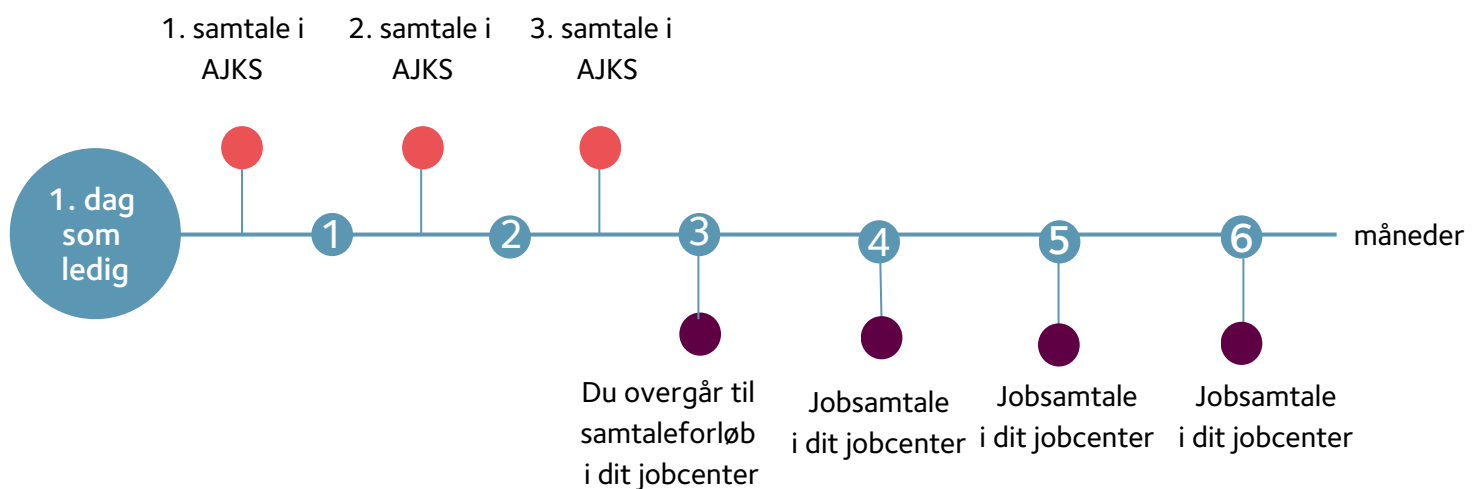 1. samtale i
AJKS
2. samtale i
AJKS
3. samtale i
AJKS
1. dag
som
ledig
1
2
3
4
5
6
måneder
Du overgår til
samtaleforløb
i dit jobcenter
Jobsamtale
i dit jobcenter
Jobsamtale
i dit jobcenter
Jobsamtale
i dit jobcenter